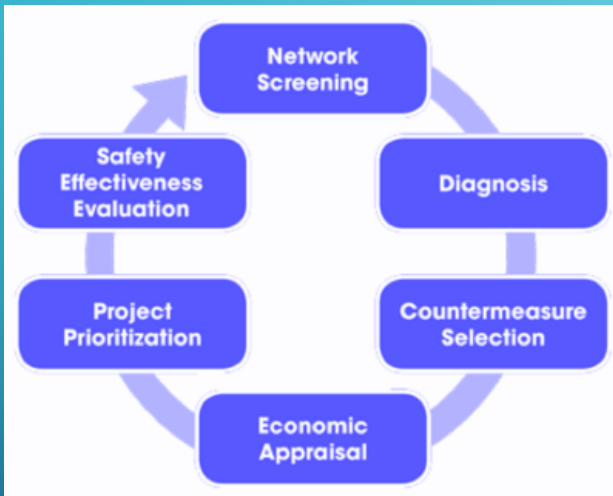 Network
Screening
Diagnosis
Countermeasure
Selection
Economic
Appraisal
Project
Prioritization
Safety
Effectiveness
Evaluation